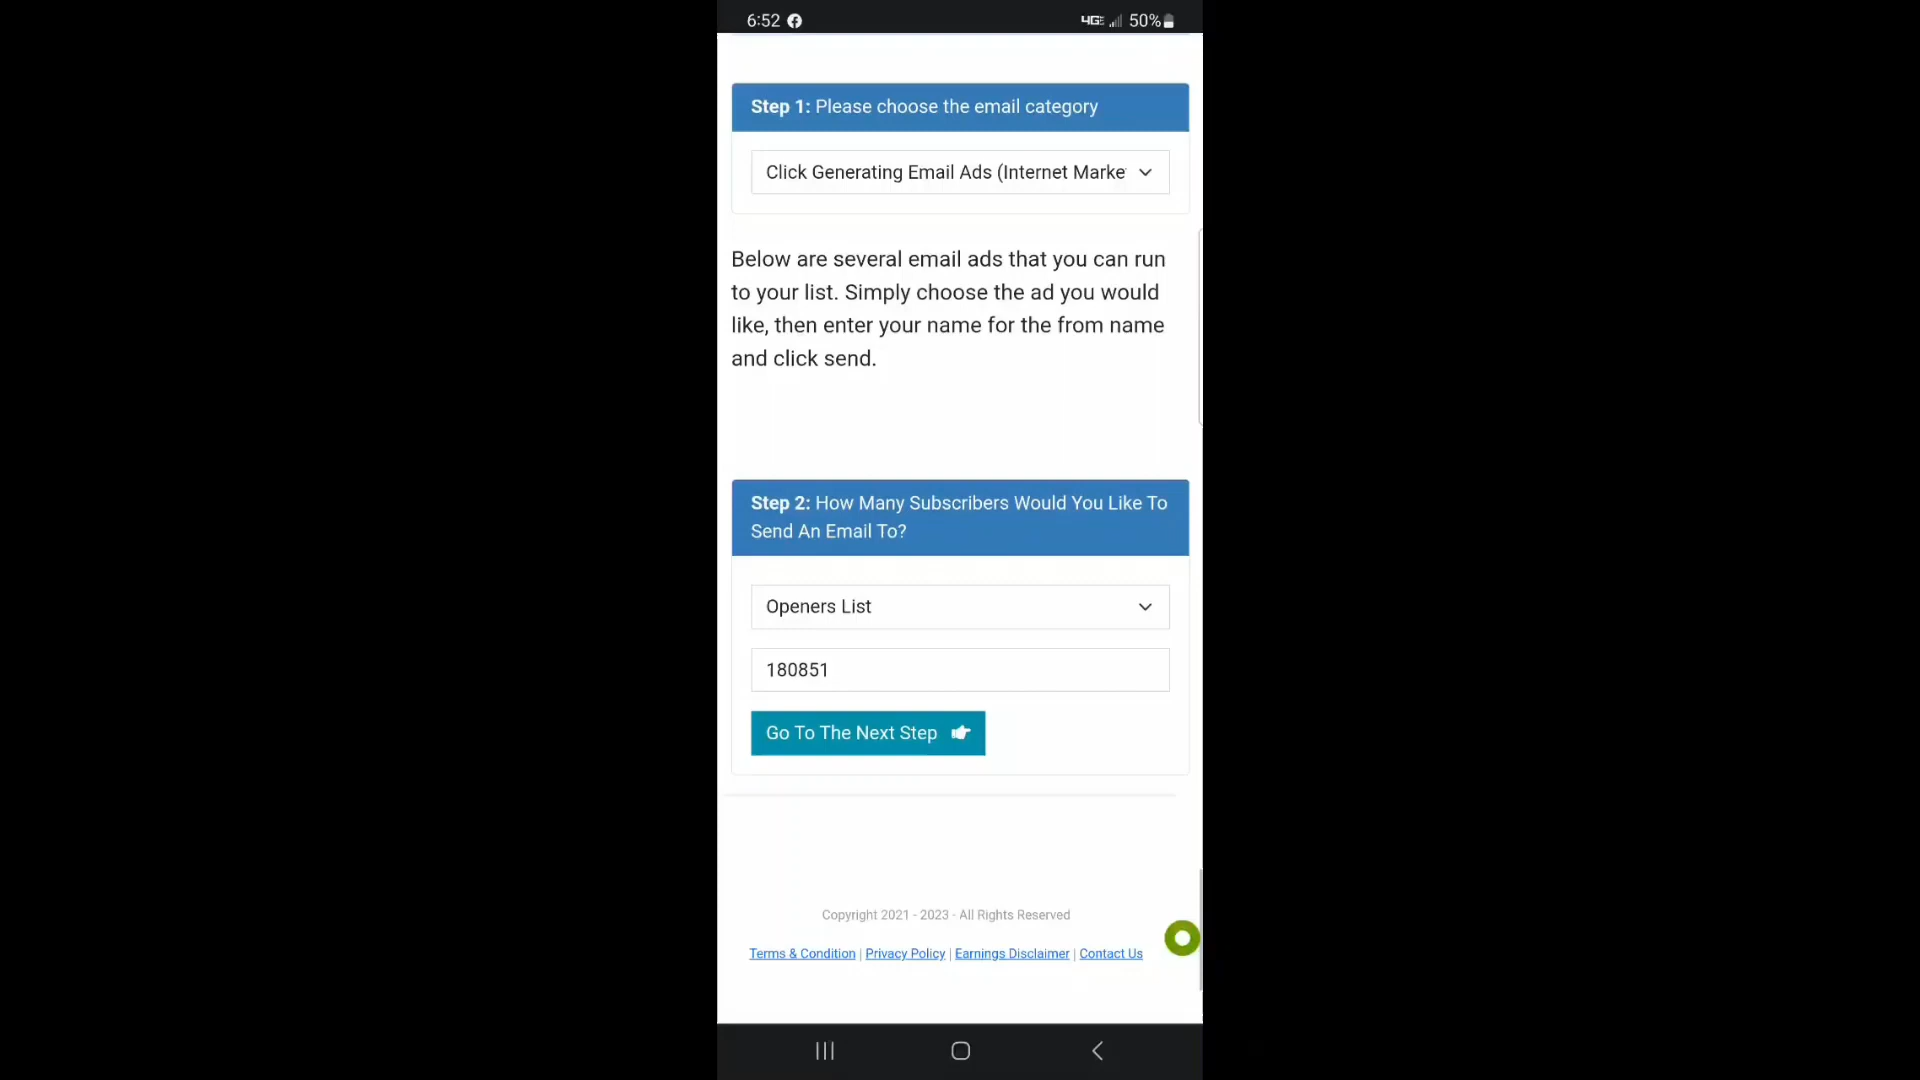 6:52
4GE 50%
Step 1: Please choose the email category
Click Generating Email Ads (Internet Marke
Below are several email ads that you can run
to your list. Simply choose the ad you would
like, then enter your name for the from name
and click send.
Step 2: How Many Subscribers Would You Like To
Send An Email To?
Openers List
180851
Go To The Next Step
Copyright 2021 - 2023 - All Rights Reserved
Terms & Condition | Privacy Policy | Earnings Disclaimer | Contact Us